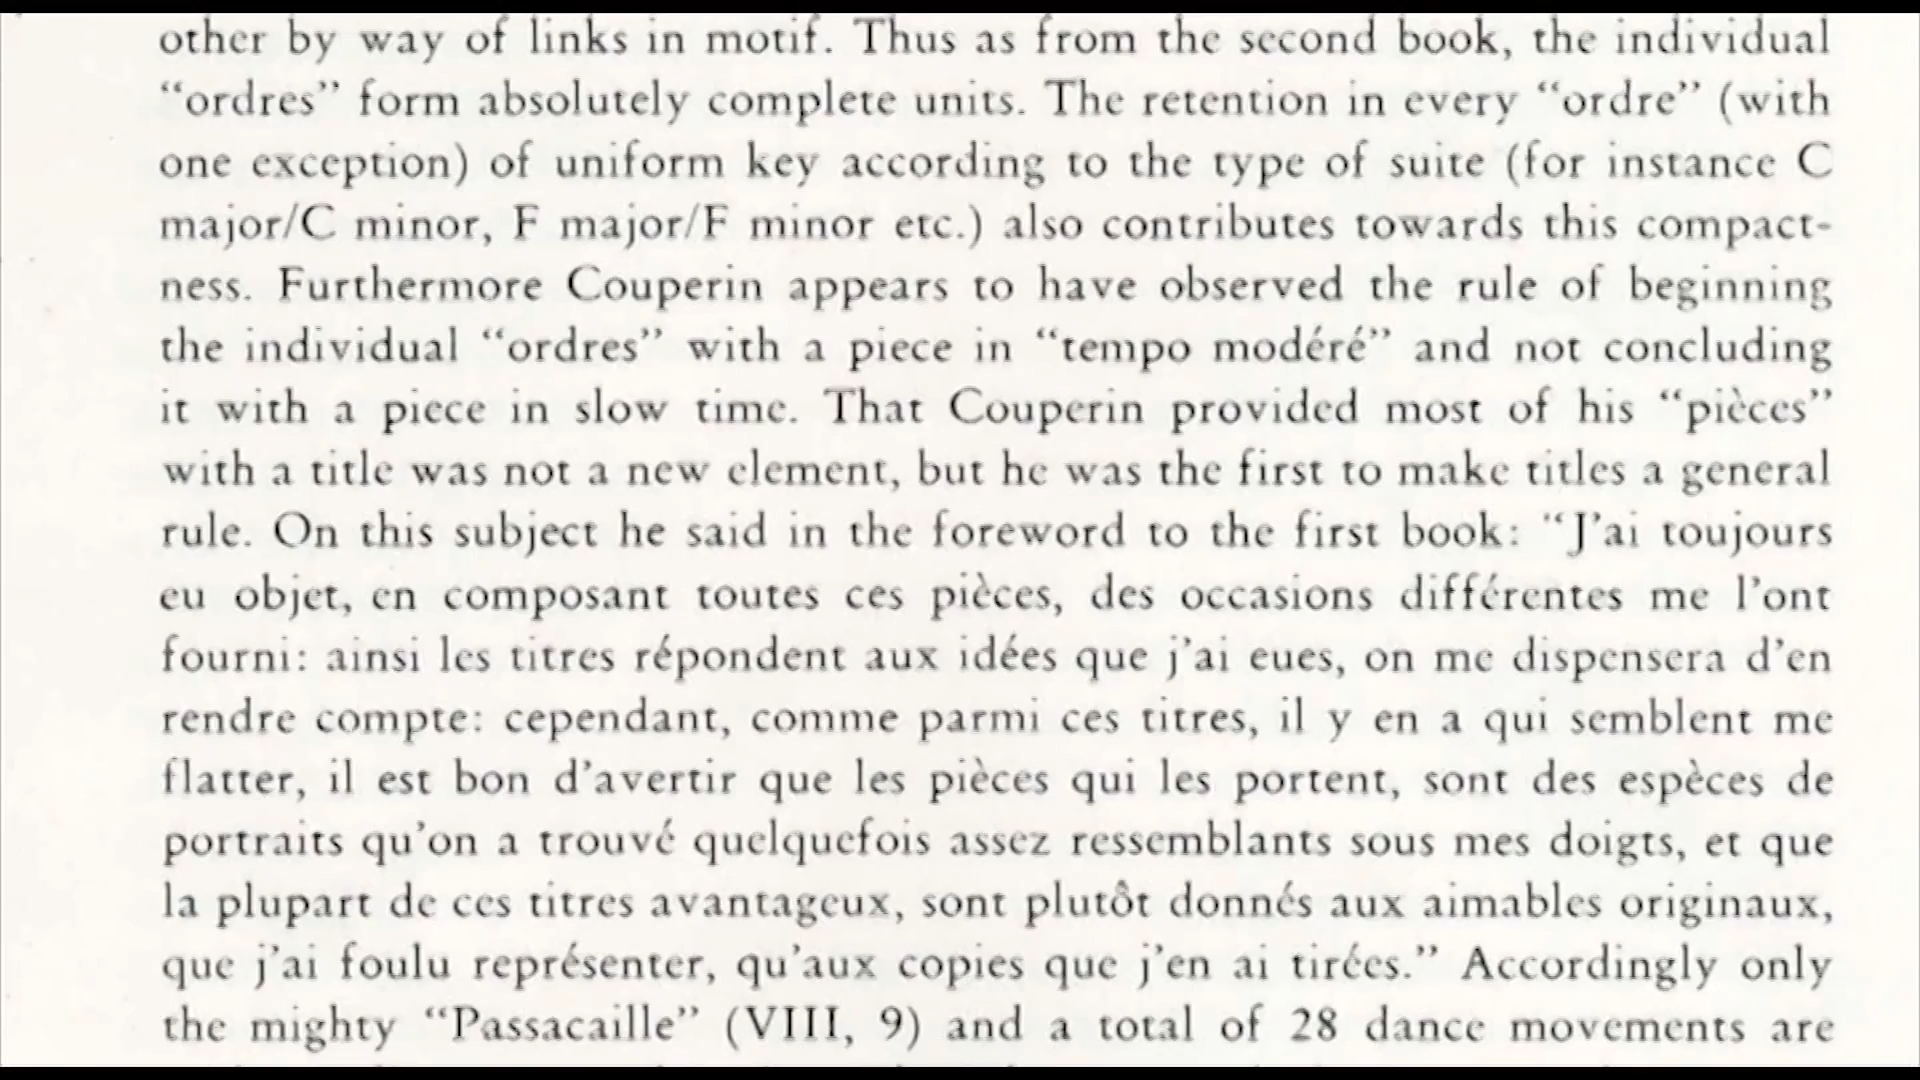 other by way of links in motif. Thus as from the second book, the individual
“ordres” form absolutely complete units. The retention in every “ordre” (with
one exception) of uniform key according to the type of suite (for instance C
major/C minor, F major/F minor etc.) also contributes towards this compact-
ness. Furthermore Couperin appears to have observed the rule of beginning
the individual “ordres” with a piece in “tempo modéré” and not concluding
it with a piece in slow time. That Couperin provided most of his “pièces”
with a title was not a new element, but he was the first to make titles a general
rule. On this subject he said in the foreword to the first book: “J’ai toujours
eu objet, en composant toutes ces pièces, des occasions différentes me l’ont
fourni: ainsi les titres répondent aux idées que j’ai eues, on me dispensera d’en
rendre compte: cependant, comme parmi ces titres, il y en a qui semblent me
flatter, il est bon d’avertir que les pièces qui les portent, sont des espèces de
portraits qu’on a trouvé quelquefois assez ressemblants sous mes doigts, et que
la plupart de ces titres avantageux, sont plutôt donnés aux aimables originaux,
que j’ai foulu représenter, qu’aux copies que j’en ai tirées.” Accordingly only
the mighty “Passacaille” (VIII, 9) and a total of 28 dance movements are